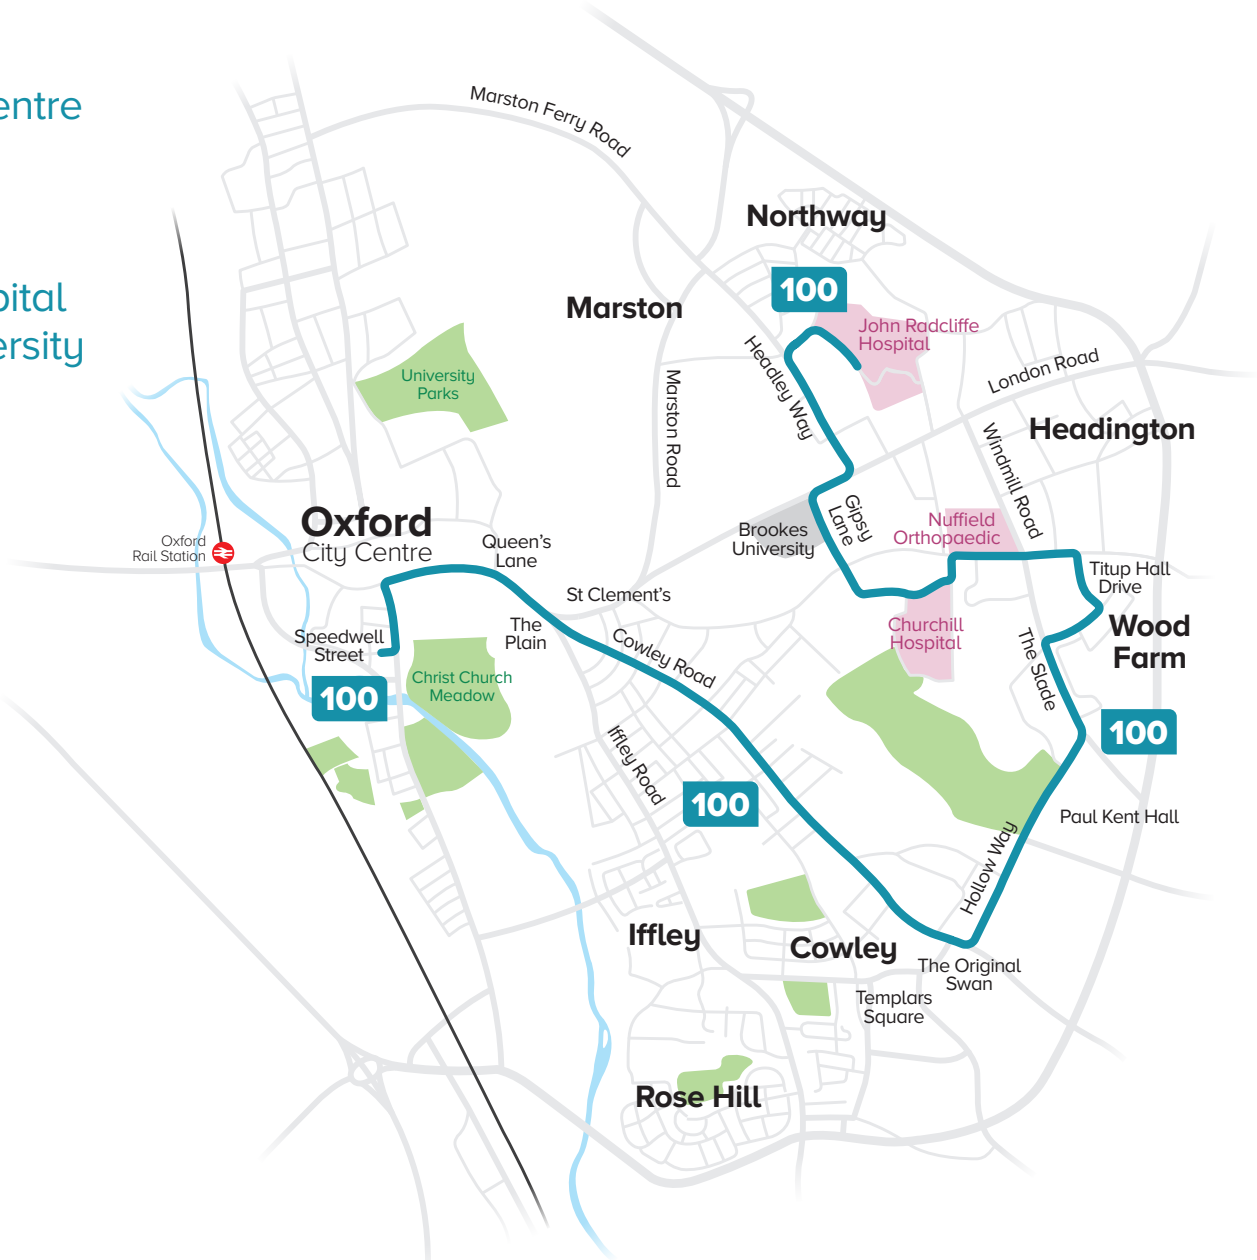 entre
pital
ersity
Marston Ferry Road
Northway
100
Marston
John Radcliffe
Hospital
Headley Way
London Road
University
Parks
Marston Road
Headington
Windmill Road
Oxford
City Centre
Oxford
Rail Station
Queen's
Lane
Gipsy
Lane
Brookes
University
Nuffield
Orthopaedic
Titup Hall
Drive
St Clement's
The
Plain
Speedwell
Street
Cowley Road
Churchill
Hospital
Wood
Farm
The Slade
Christ Church
Meadow
100
100
Iffley Road
100
Paul Kent Hall
Hollow Way
Iffley
Cowley
The Original
Swan
Templars
Square
Rose Hill